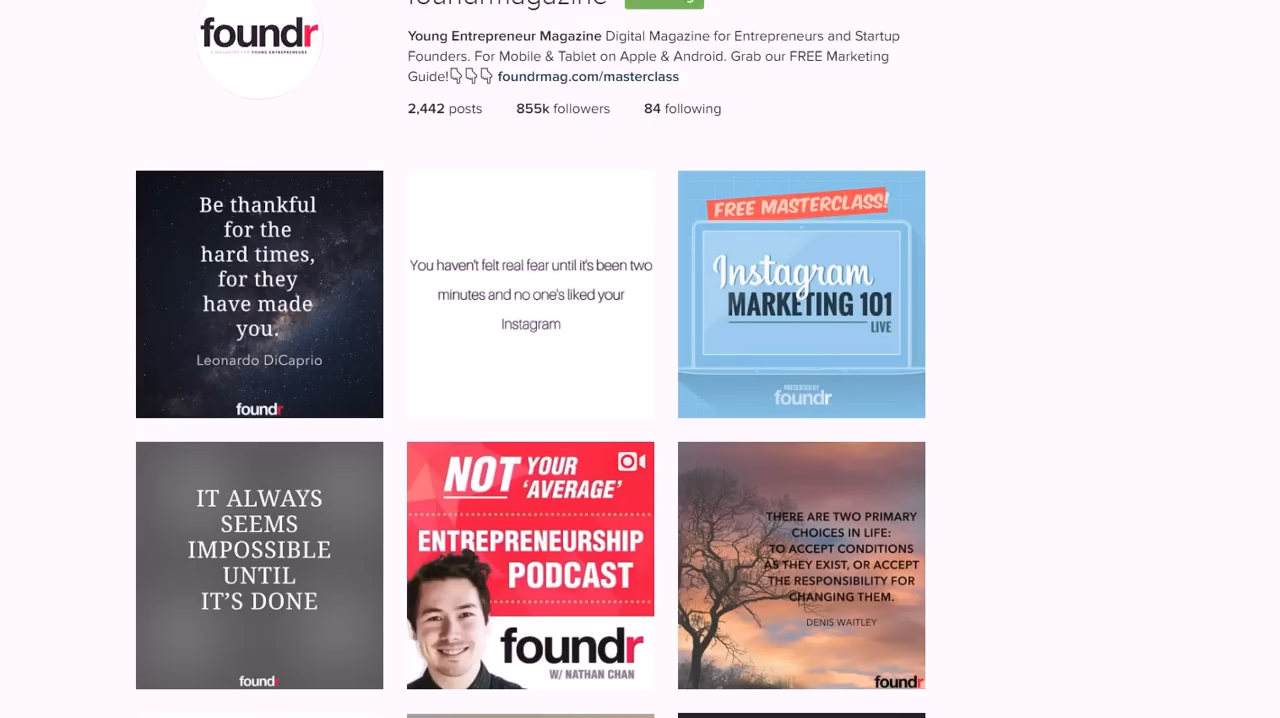 foundrmagazine
foundr
Young Entrepreneur Magazine Digital Magazine for Entrepreneurs and Startup
Founders. For Mobile & Tablet on Apple & Android. Grab our FREE Marketing
Guide! foundrmag.com/masterclass
2,442 posts 855k followers 84 following
Be thankful
for the
hard times,
for they
have made
you.
Leonardo DiCaprio
foundr
You haven't felt real fear until it's been two
minutes and no one's liked your
Instagram
FREE MASTERCLASS!
Instagram
MARKETING 101
LIVE
PRESENTED BY
foundr
IT ALWAYS
SEEMS
IMPOSSIBLE
UNTIL
IT'S DONE
foundr
NOT YOUR
'AVERAGE'
ENTREPRENEURSHIP
PODCAST
foundr
W/ NATHAN CHAN
THERE ARE TWO PRIMARY
CHOICES IN LIFE:
TO ACCEPT CONDITIONS
AS THEY EXIST, OR ACCEPT
THE RESPONSIBILITY FOR
CHANGING THEM.
DENIS WAITLEY
foundr